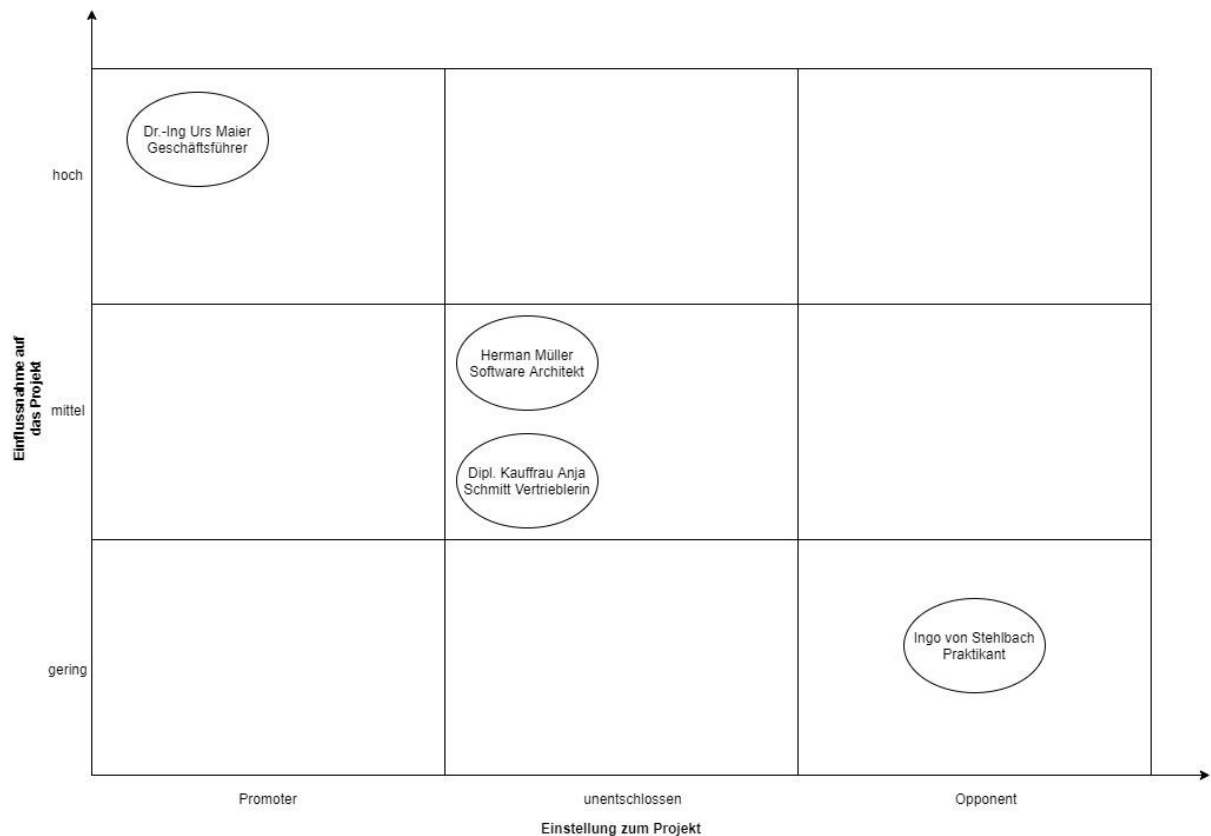 Dr.-Ing Urs Maier
Geschäftsführer
hoch
Herman Müller
Software Architekt
Einflussnahme auf
das Projekt
mittel
Dipl. Kauffrau Anja
Schmitt Vertrieblerin
Ingo von Stehlbach
Praktikant
gering
Promoter
unentschlossen
Opponent
Einstellung zum Projekt